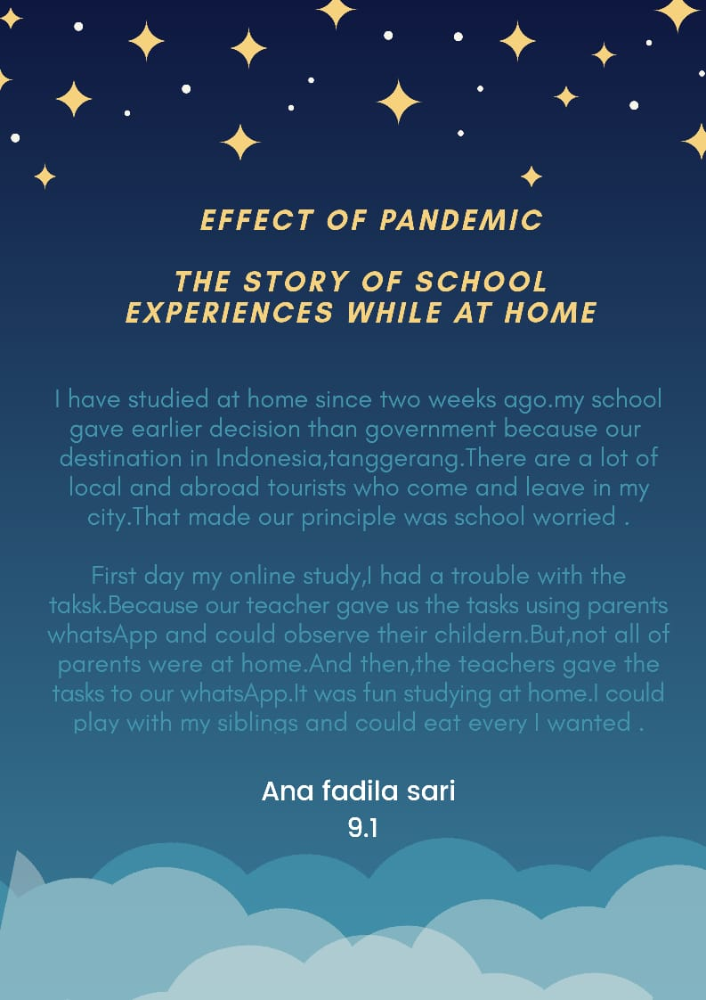 EFFECT OF PANDEMIC
THE STORY OF SCHOOL
EXPERIENCES WHILE AT HOME
I have studied at home since two weeks ago.my school
gave earlier decision than government because our
destination in Indonesia,tanggerang.There are a lot of
local and abroad tourists who come and leave in my
city.That made our principle was school worried .
First day my online study,I had a trouble with the
taksk.Because our teacher gave us the tasks using parents
whatsApp and could observe their childern.But,not all of
parents were at home.And then,the teachers gave the
tasks to our whatsApp.It was fun studying at home.I could
play with my siblings and could eat every I wanted .
Ana fadila sari
9.1